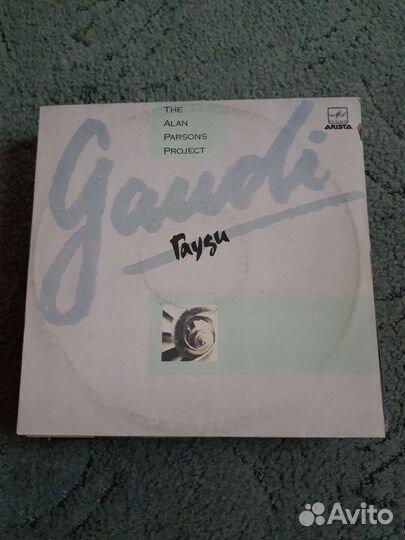 THE
ALAN
PARSONS
PROJECT
ARISTA
gaudi
Гауди
Avito